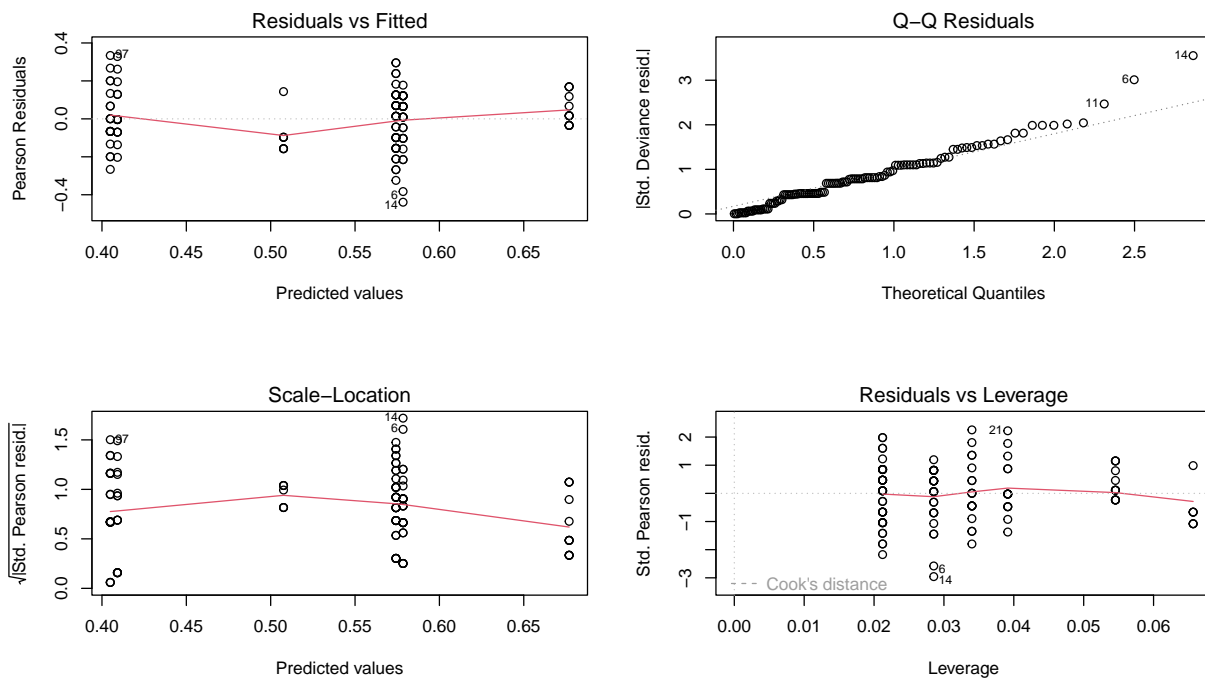 Residuals vs Fitted
Pearson Residuals
0.4
0.0
−0.4
97
6
14
0.40 0.45 0.50 0.55 0.60 0.65
Predicted values
Q−Q Residuals
|Std. Deviance resid.|
3
2
1
0
14
6
11
0.0 0.5 1.0 1.5 2.0 2.5
Theoretical Quantiles
Scale−Location
√|Std. Pearson resid.|
1.5
1.0
0.5
0.0
97
14
6
0.40 0.45 0.50 0.55 0.60 0.65
Predicted values
Residuals vs Leverage
Std. Pearson resid.
2
1
−1
−3
21
6
14
Cook's distance
0.00 0.01 0.02 0.03 0.04 0.05 0.06
Leverage